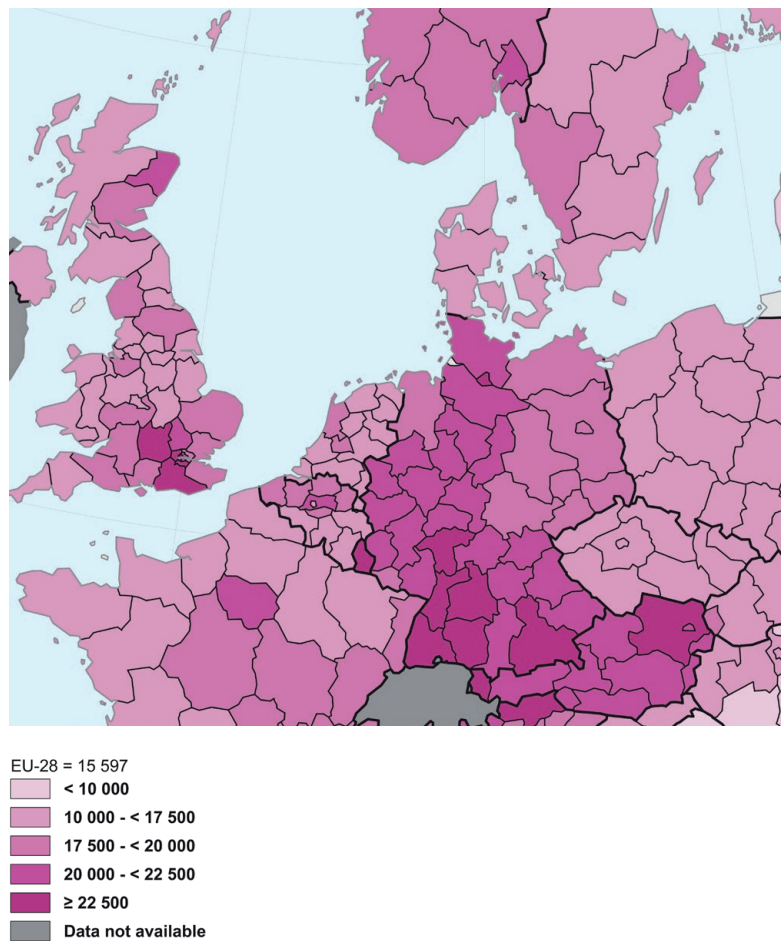 EU-28 = 15 597
< 10 000
10 000 - < 17 500
17 500 - < 20 000
20 000 - < 22 500
≥ 22 500
Data not available